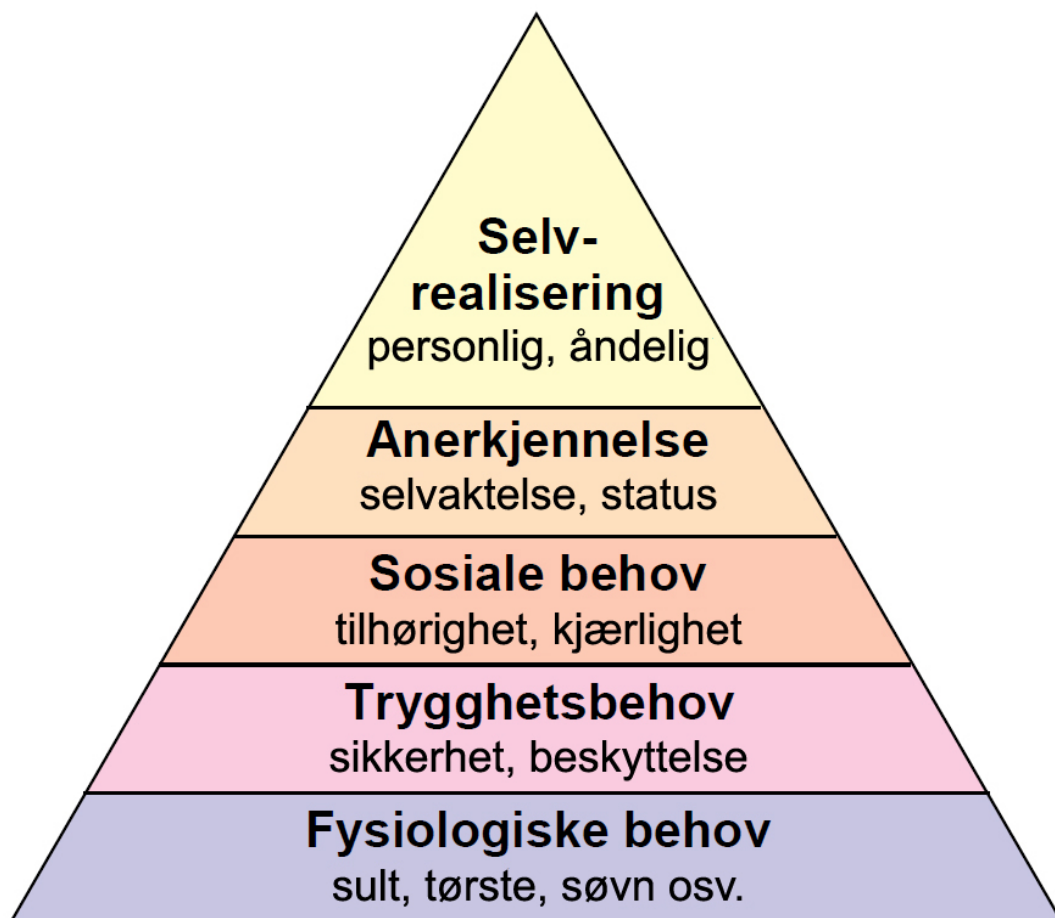 Selv-
realisering
personlig, åndelig
Anerkjennelse
selvaktelse, status
Sosiale behov
tilhørighet, kjærlighet
Trygghetsbehov
sikkerhet, beskyttelse
Fysiologiske behov
sult, tørste, søvn osv.